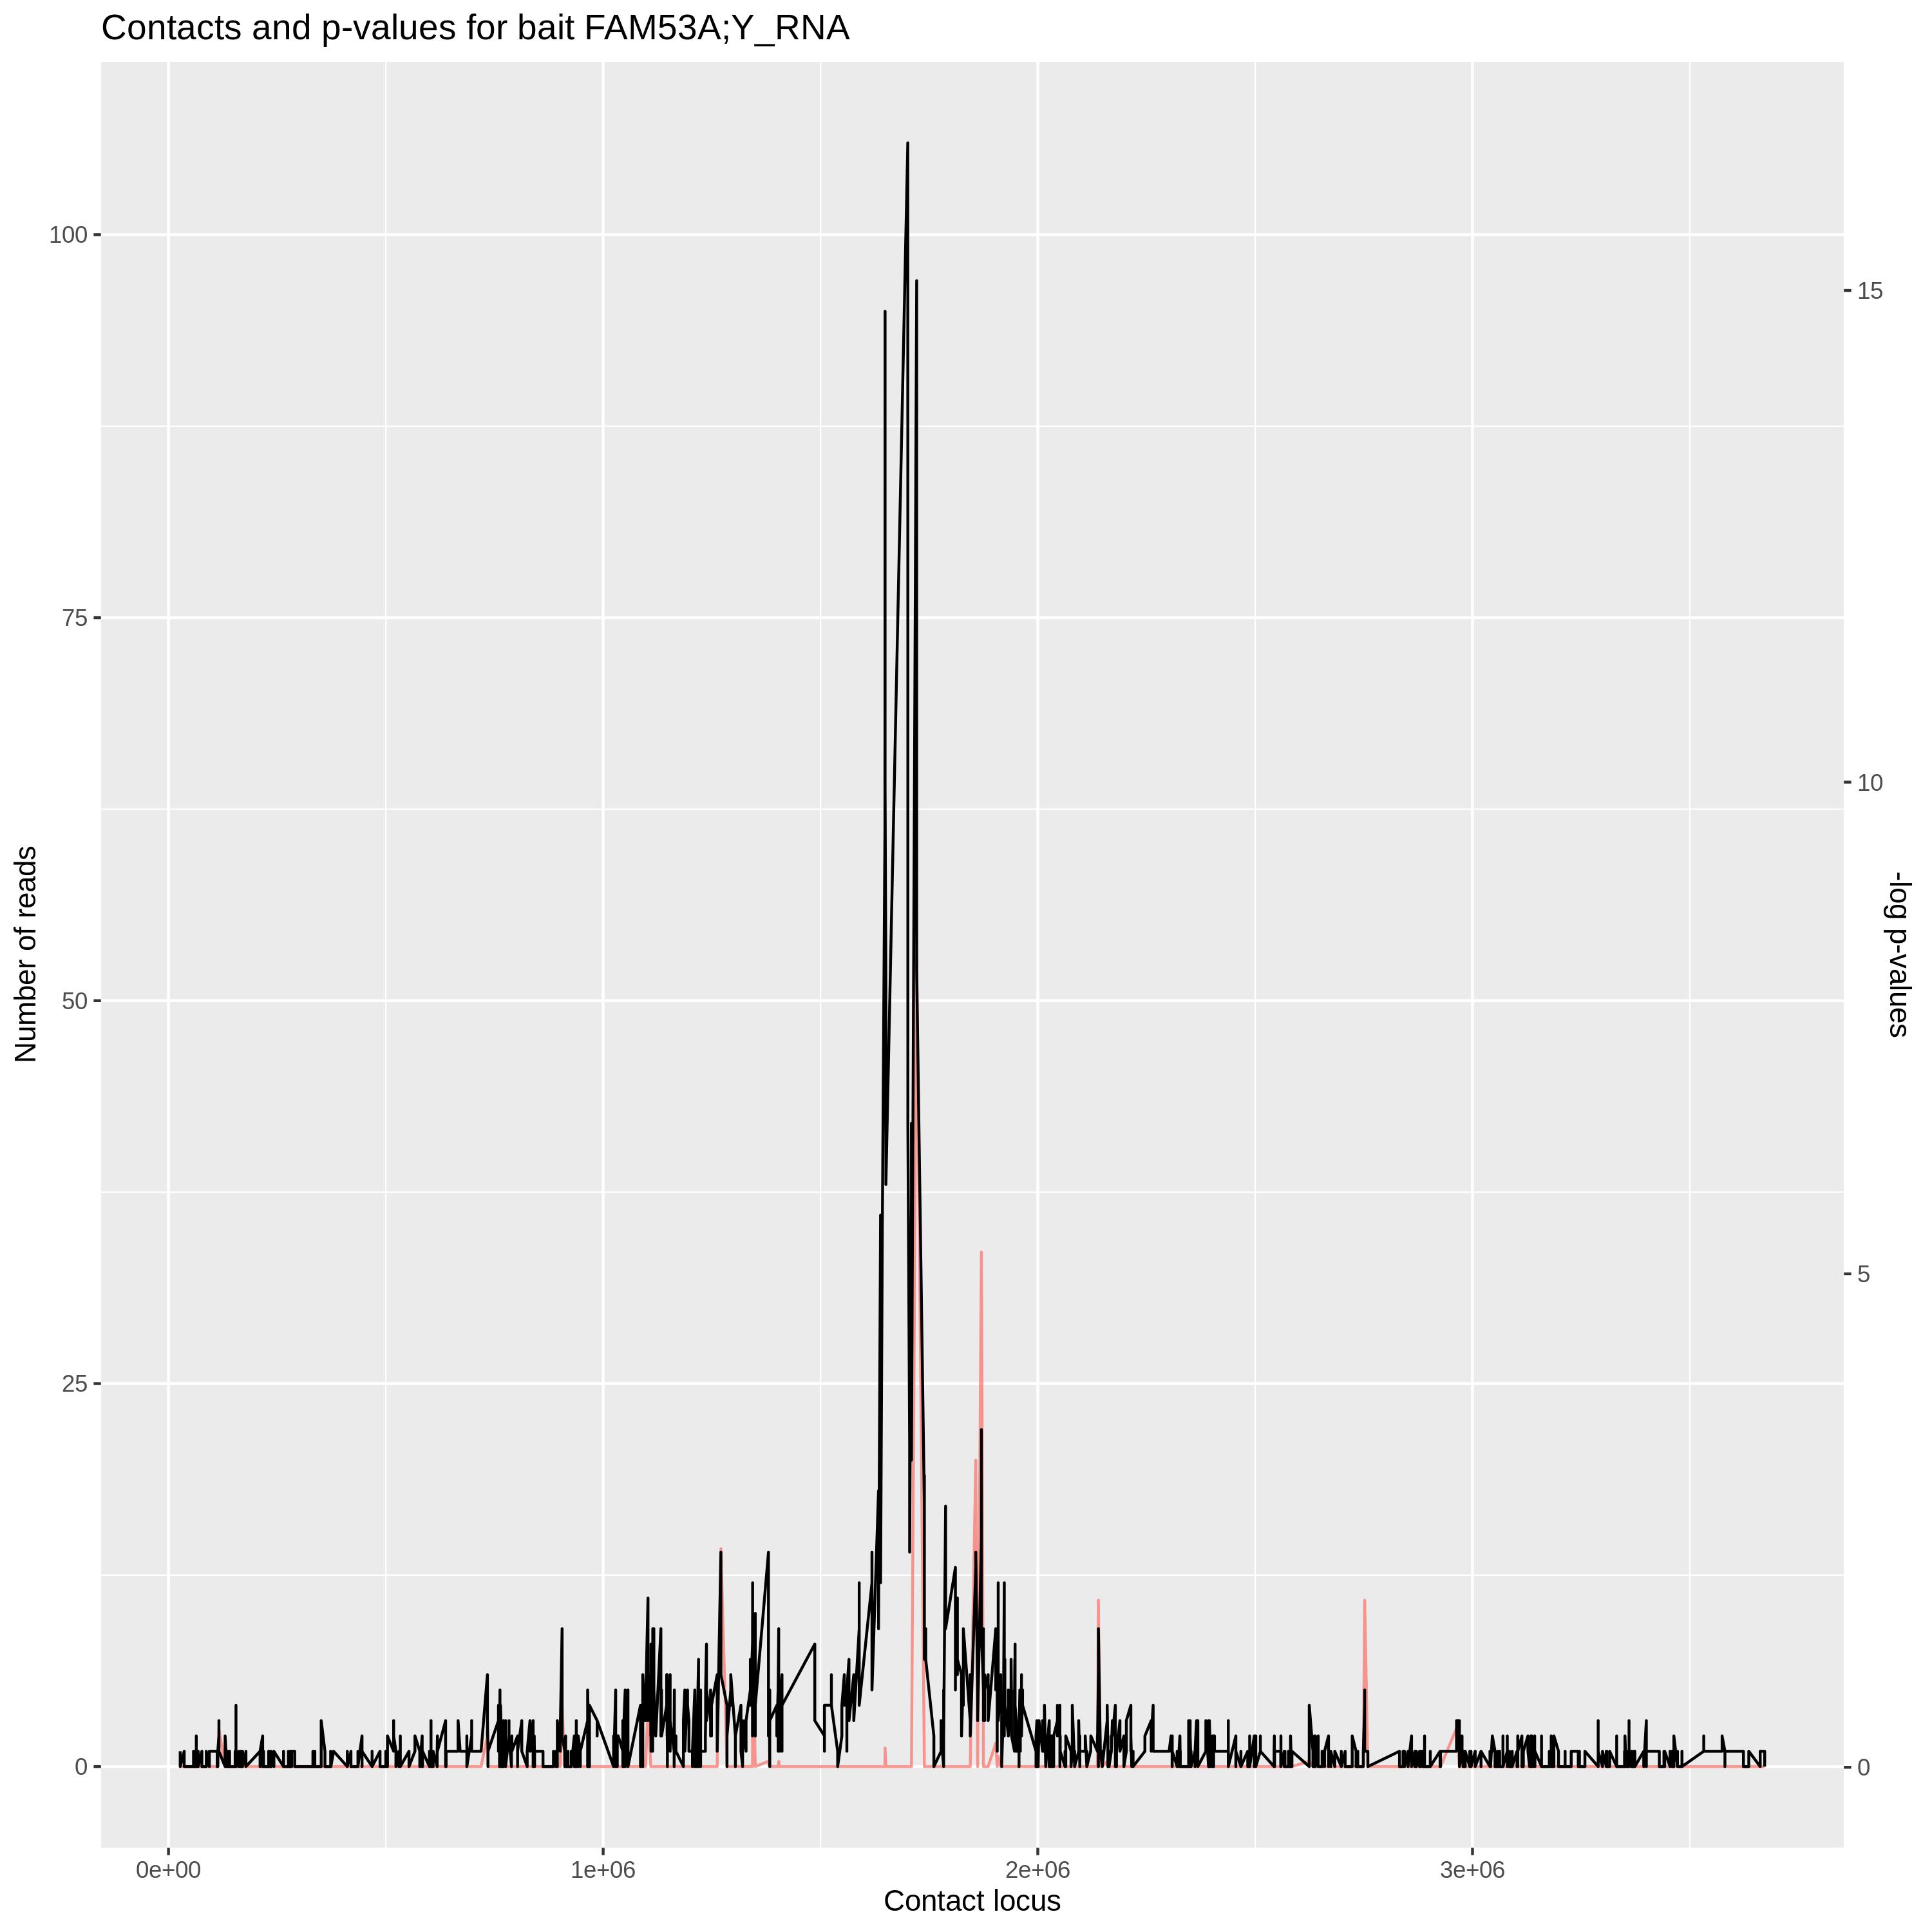 Contacts and p-values for bait FAM53A;Y_RNA
100
75
50
25
0
Number of reads
15
10
5
0
-log p-values
0e+00 1e+06 2e+06 3e+06
Contact locus